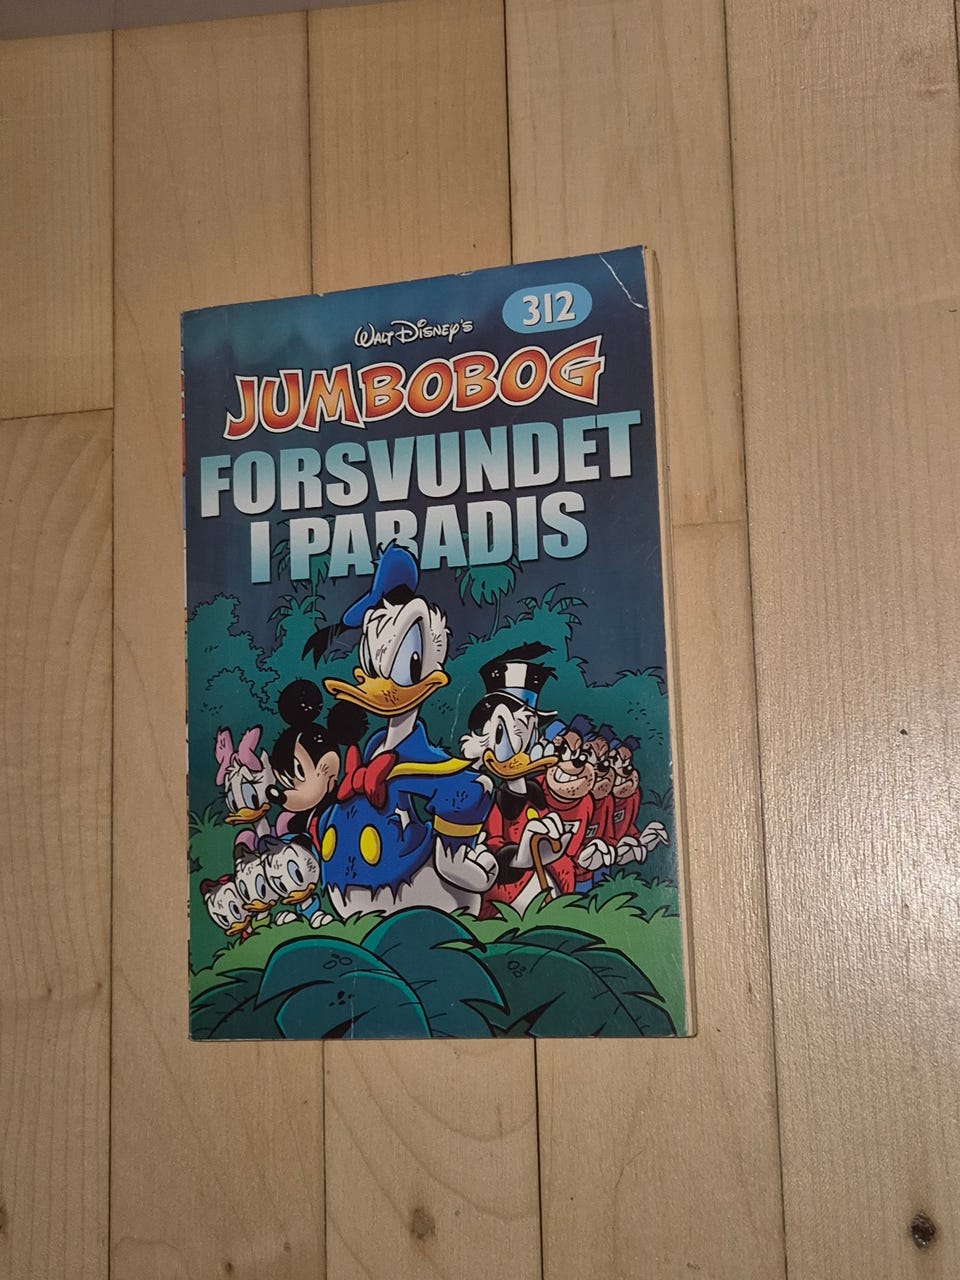 312
WALT DISNEY'S
JUMBOBOG
FORSVUNDET
I PARADIS